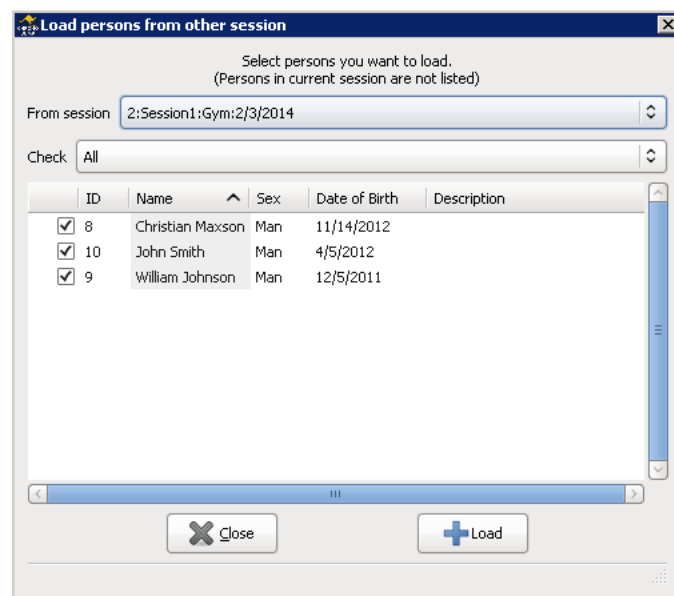 Load persons from other session
Select persons you want to load.
(Persons in current session are not listed)
From session 2:Session1:Gym:2/3/2014
Check All
ID Name Sex Date of Birth Description
8 Christian Maxson Man 11/14/2012
10 John Smith Man 4/5/2012
9 William Johnson Man 12/5/2011
Close Load